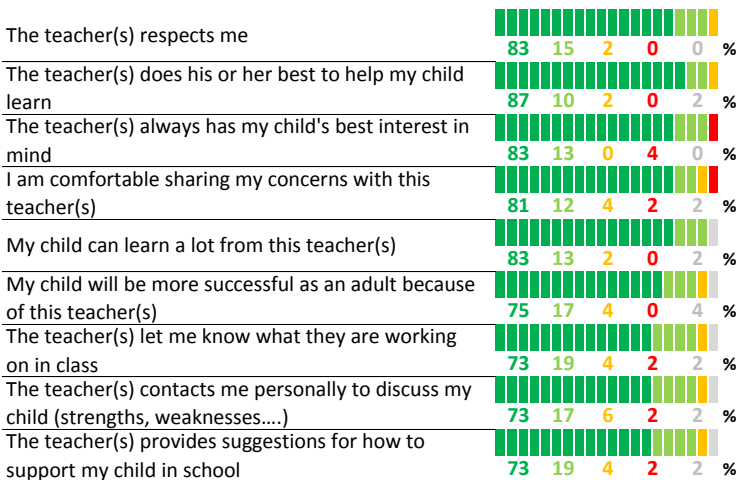 The teacher(s) respects me
83 15 2 0 0 %
The teacher(s) does his or her best to help my child
learn
87 10 2 0 2 %
The teacher(s) always has my child's best interest in
mind
83 13 0 4 0 %
I am comfortable sharing my concerns with this
teacher(s)
81 12 4 2 2 %
My child can learn a lot from this teacher(s)
83 13 2 0 2 %
My child will be more successful as an adult because
of this teacher(s)
75 17 4 0 4 %
The teacher(s) let me know what they are working
on in class
73 19 4 2 2 %
The teacher(s) contacts me personally to discuss my
child (strengths, weaknesses....)
73 17 6 2 2 %
The teacher(s) provides suggestions for how to
support my child in school
73 19 4 2 2 %